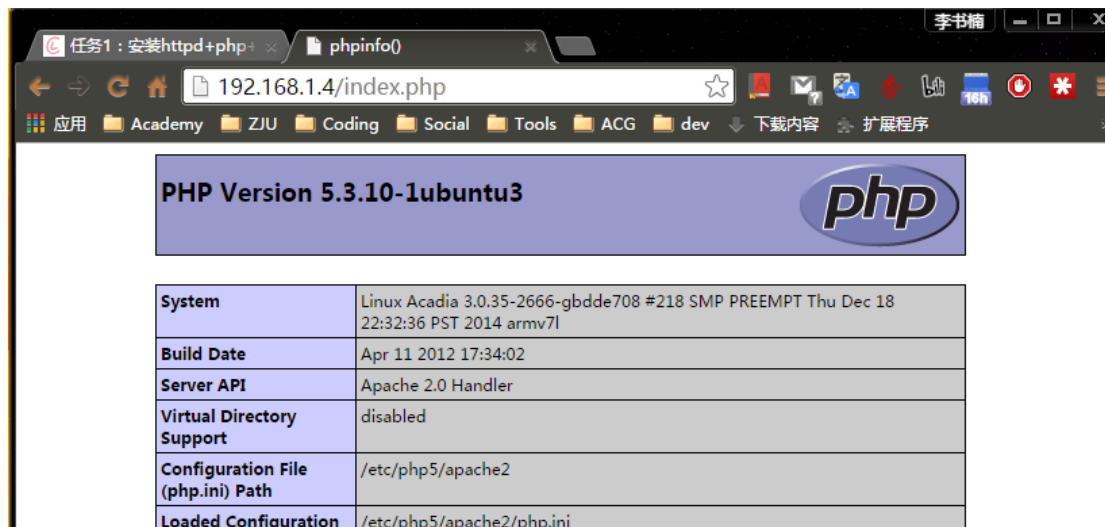 李书楠
任务1：安装httpd+php+
phpinfo()
192.168.1.4/index.php
16h
应用 Academy ZJU Coding Social Tools ACG dev 下载内容 扩展程序
PHP Version 5.3.10-1ubuntu3
php
System Linux Acadia 3.0.35-2666-gbdde708 #218 SMP PREEMPT Thu Dec 18
22:32:36 PST 2014 armv7l
Build Date Apr 11 2012 17:34:02
Server API Apache 2.0 Handler
Virtual Directory disabled
Support
Configuration File /etc/php5/apache2
(php.ini) Path
Loaded Configuration /etc/php5/apache2/php.ini